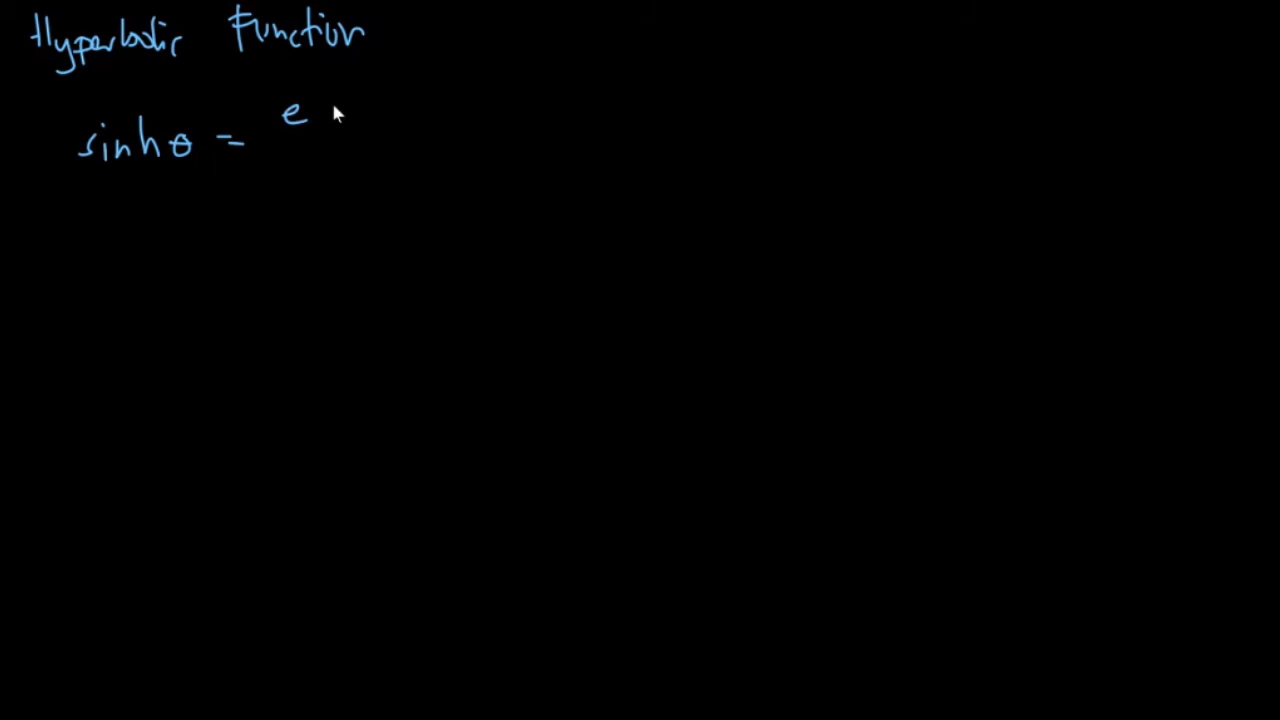 Hyperbolic Function
sinhθ = e